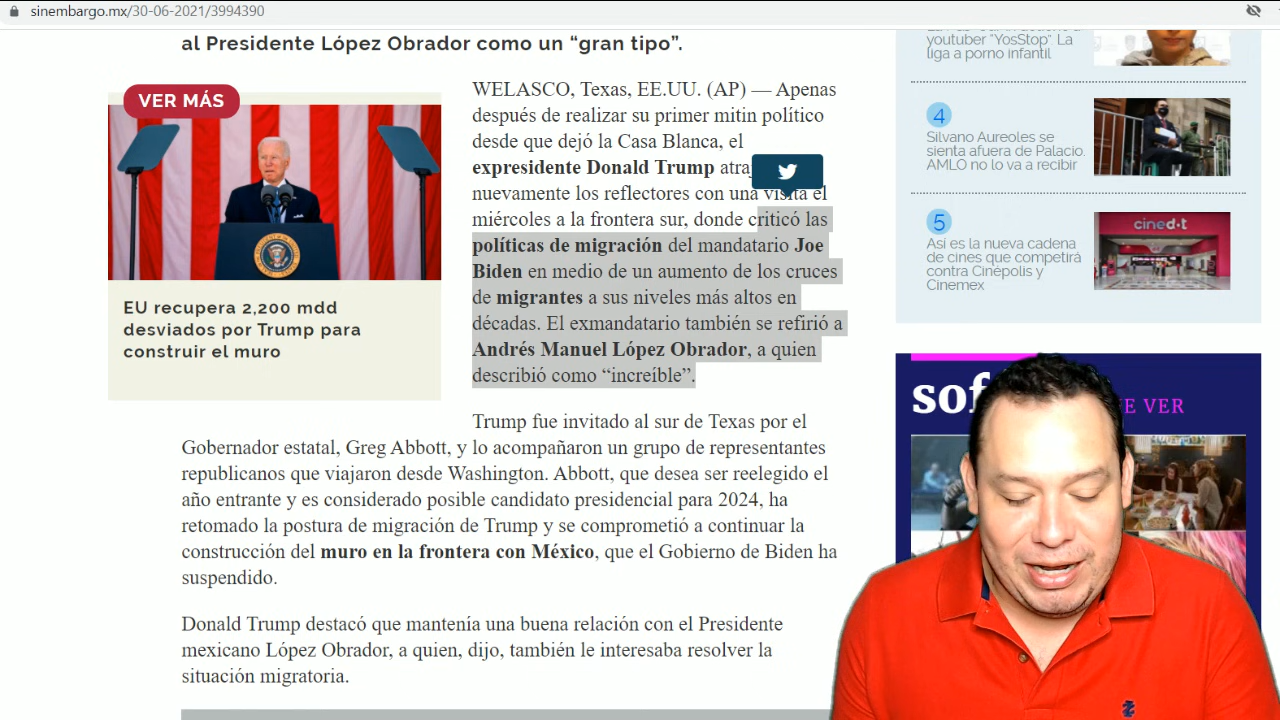 sinembargo.mx/30-06-2021/3994390
al Presidente López Obrador como un “gran tipo”.
VER MÁS
EU recupera 2,200 mdd
desviados por Trump para
construir el muro
WELASCO, Texas, EE.UU. (AP) — Apenas
después de realizar su primer mitin político
desde que dejó la Casa Blanca, el
expresidente Donald Trump
nuevamente los reflectores con una visita el
miércoles a la frontera sur, donde criticó las
políticas de migración del mandatario Joe
Biden en medio de un aumento de los cruces
de migrantes a sus niveles más altos en
décadas. El exmandatario también se refirió a
Andrés Manuel López Obrador, a quien
describió como “increíble”.
Trump fue invitado al sur de Texas por el
Gobernador estatal, Greg Abbott, y lo acompañaron un grupo de representantes
republicanos que viajaron desde Washington. Abbott, que desea ser reelegido el
año entrante y es considerado posible candidato presidencial para 2024, ha
retomado la postura de migración de Trump y se comprometió a continuar la
construcción del muro en la frontera con México, que el Gobierno de Biden ha
suspendido.
Donald Trump destacó que mantenía una buena relación con el Presidente
mexicano López Obrador, a quien, dijo, también le interesaba resolver la
situación migratoria.
youtuber "YosStop". La
liga a porno infantil
4
Silvano Aureoles se
sienta afuera de Palacio.
AMLO no lo va a recibir
5
Así es la nueva cadena
de cines que competirá
contra Cinépolis y
Cinemex
cinedot
VER